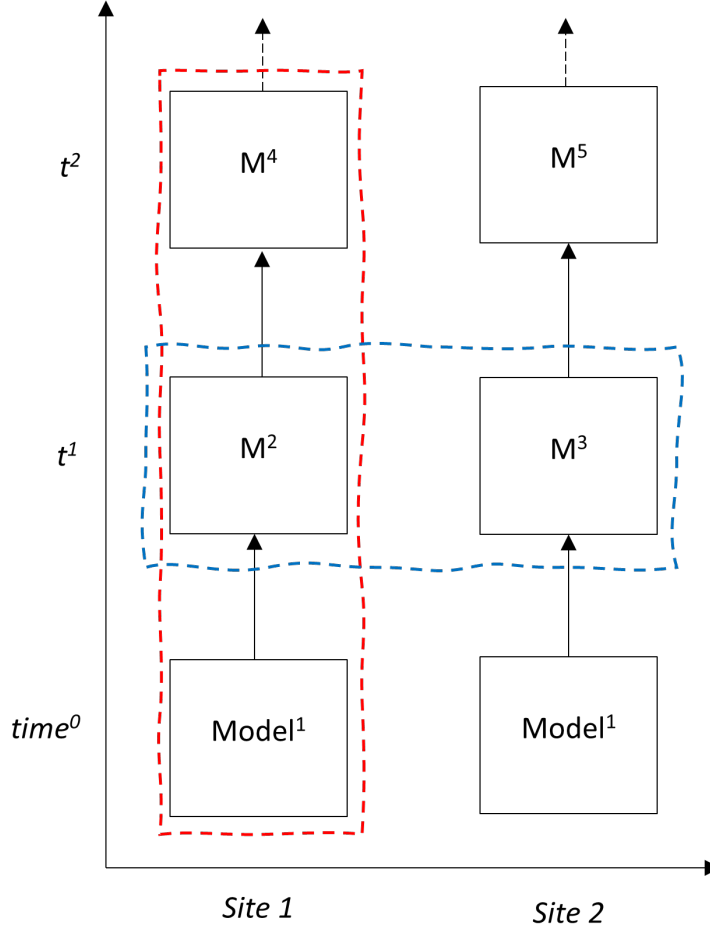 t² M⁴ M⁵
t¹ M² M³
time⁰ Model¹ Model¹
Site 1 Site 2